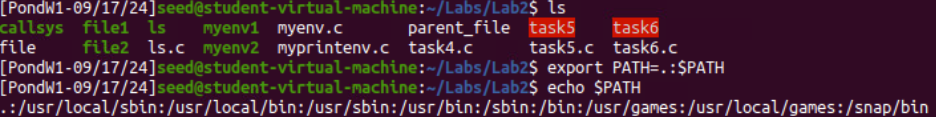 [PondW1-09/17/24]seed@student-virtual-machine:~/Labs/Lab2$ ls
callsys file1 ls myenv1 myenv.c parent_file task5 task6
file file2 ls.c myenv2 myprintenv.c task4.c task5.c task6.c
[PondW1-09/17/24]seed@student-virtual-machine:~/Labs/Lab2$ export PATH=.:$PATH
[PondW1-09/17/24]seed@student-virtual-machine:~/Labs/Lab2$ echo $PATH
.:/usr/local/sbin:/usr/local/bin:/usr/sbin:/usr/bin:/sbin:/bin:/usr/games:/usr/local/games:/snap/bin